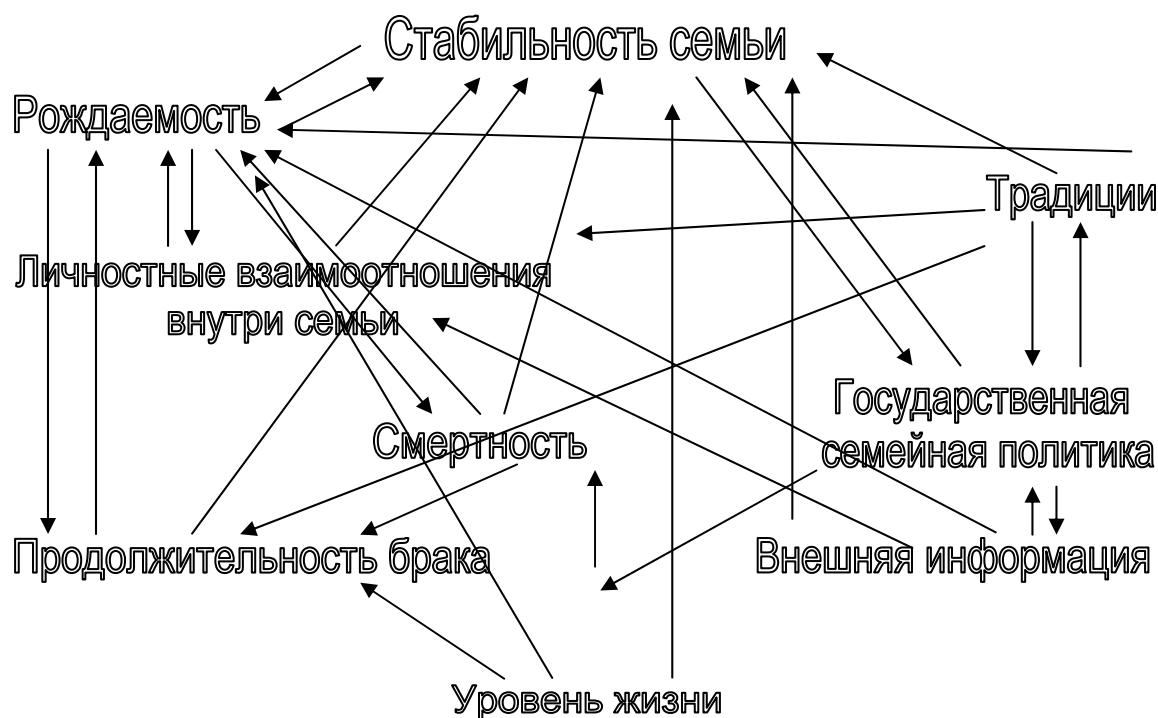 Стабильность семьи
Рождаемость
Традиции
Личностные взаимоотношения
внутри семьи
Государственная
семейная политика
Смертность
Продолжительность брака
Внешняя информация
Уровень жизни